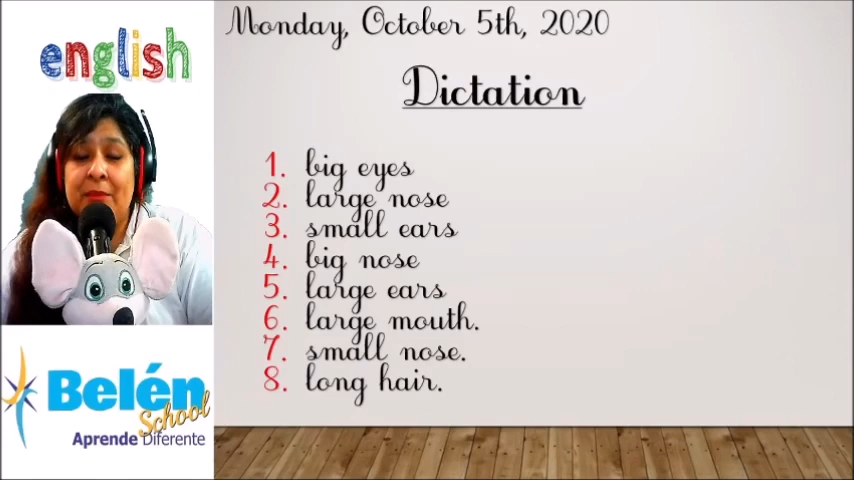 english
Monday, October 5th, 2020
Dictation
1. big eyes
2. large nose
3. small ears
4. big nose
5. large ears
6. large mouth.
7. small nose.
8. long hair.
Belén
School
Aprende Diferente